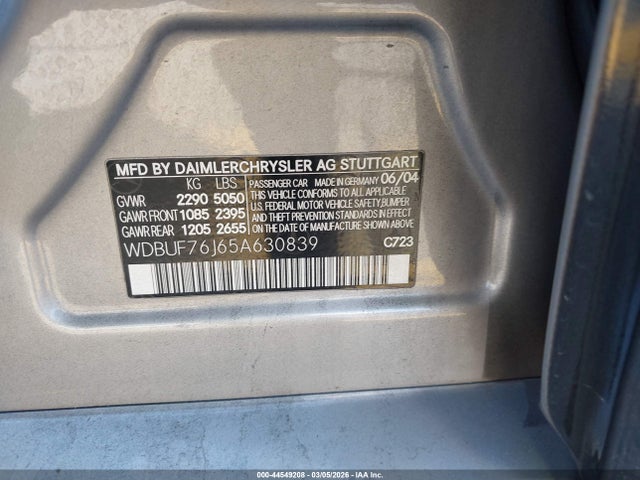 MFD BY DAIMLERCHRYSLER AG STUTTGART
KG LBS PASSENGER CAR MADE IN GERMANY 06/04
GVWR 2290 5050 THIS VEHICLE CONFORMS TO ALL APPLICABLE
GAWR FRONT 1085 2395 U.S. FEDERAL MOTOR VEHICLE SAFETY, BUMPER
GAWR REAR 1205 2655 AND THEFT PREVENTION STANDARDS IN EFFECT
ON THE DATE OF MANUFACTURE SHOWN ABOVE
WDBUF76J65A630839 C723
000-44549208 | 03/05/2026 | IAA Inc.